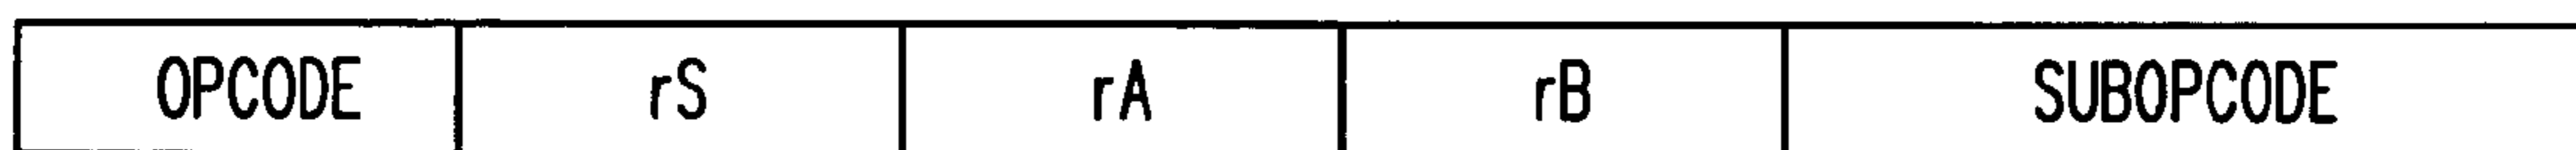 OPCODE rS rA rB SUBOPCODE